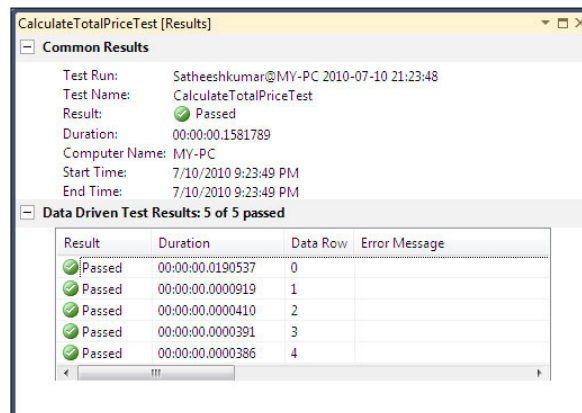 CalculateTotalPriceTest [Results]
Common Results
Test Run: Satheeshkumar@MY-PC 2010-07-10 21:23:48
Test Name: CalculateTotalPriceTest
Result: Passed
Duration: 00:00:00.1581789
Computer Name: MY-PC
Start Time: 7/10/2010 9:23:49 PM
End Time: 7/10/2010 9:23:49 PM
Data Driven Test Results: 5 of 5 passed
Result Duration Data Row Error Message
Passed 00:00:00.0190537 0
Passed 00:00:00.0000919 1
Passed 00:00:00.0000410 2
Passed 00:00:00.0000391 3
Passed 00:00:00.0000386 4